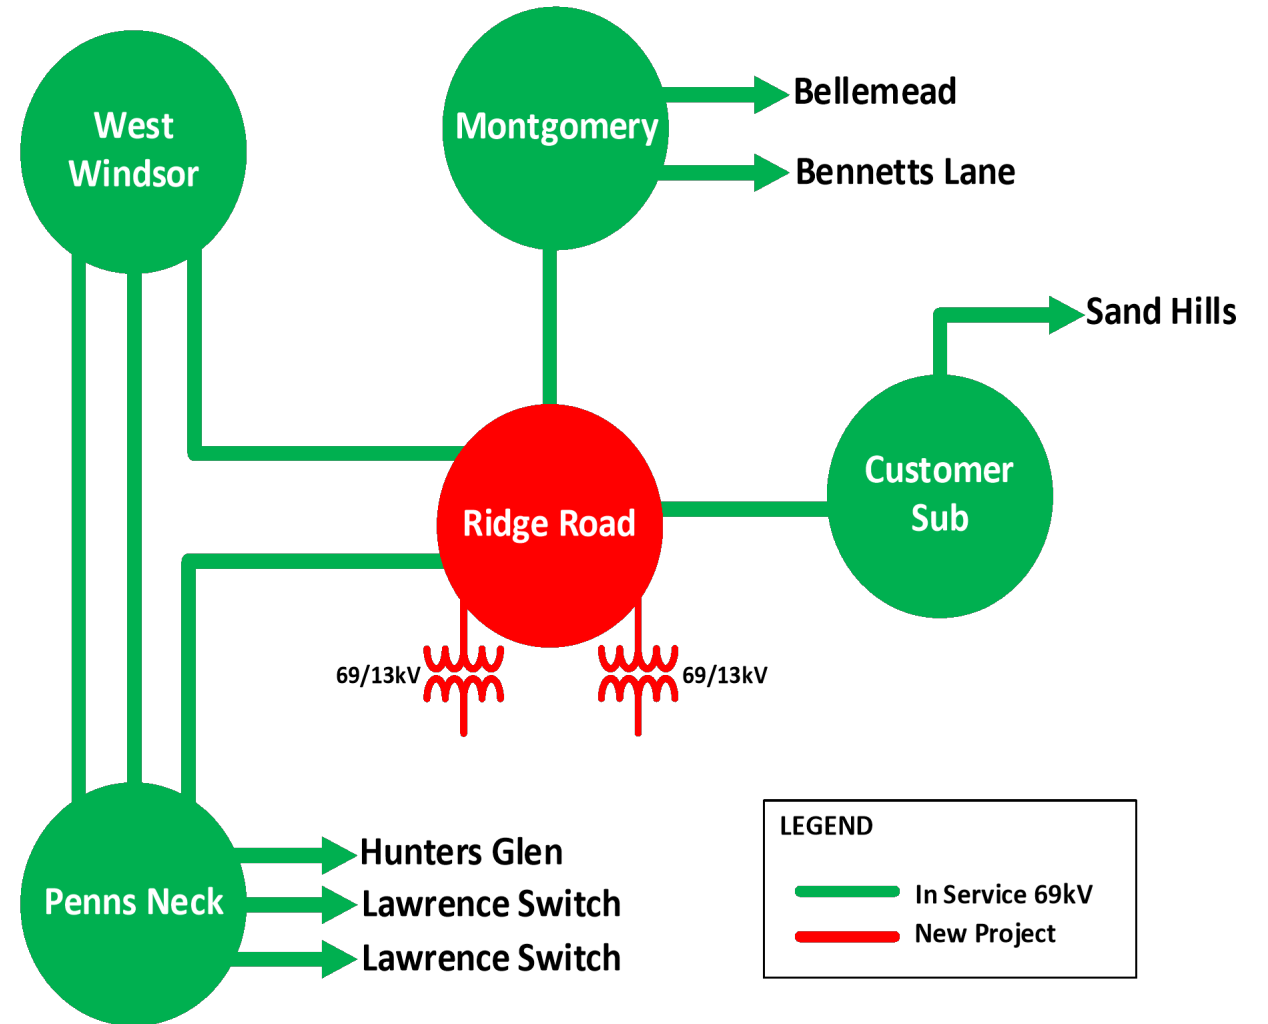 West
Windsor
Montgomery
Bellemead
Bennetts Lane
Sand Hills
Customer
Sub
Ridge Road
69/13kV
69/13kV
Penns Neck
Hunters Glen
Lawrence Switch
Lawrence Switch
LEGEND
In Service 69kV
New Project